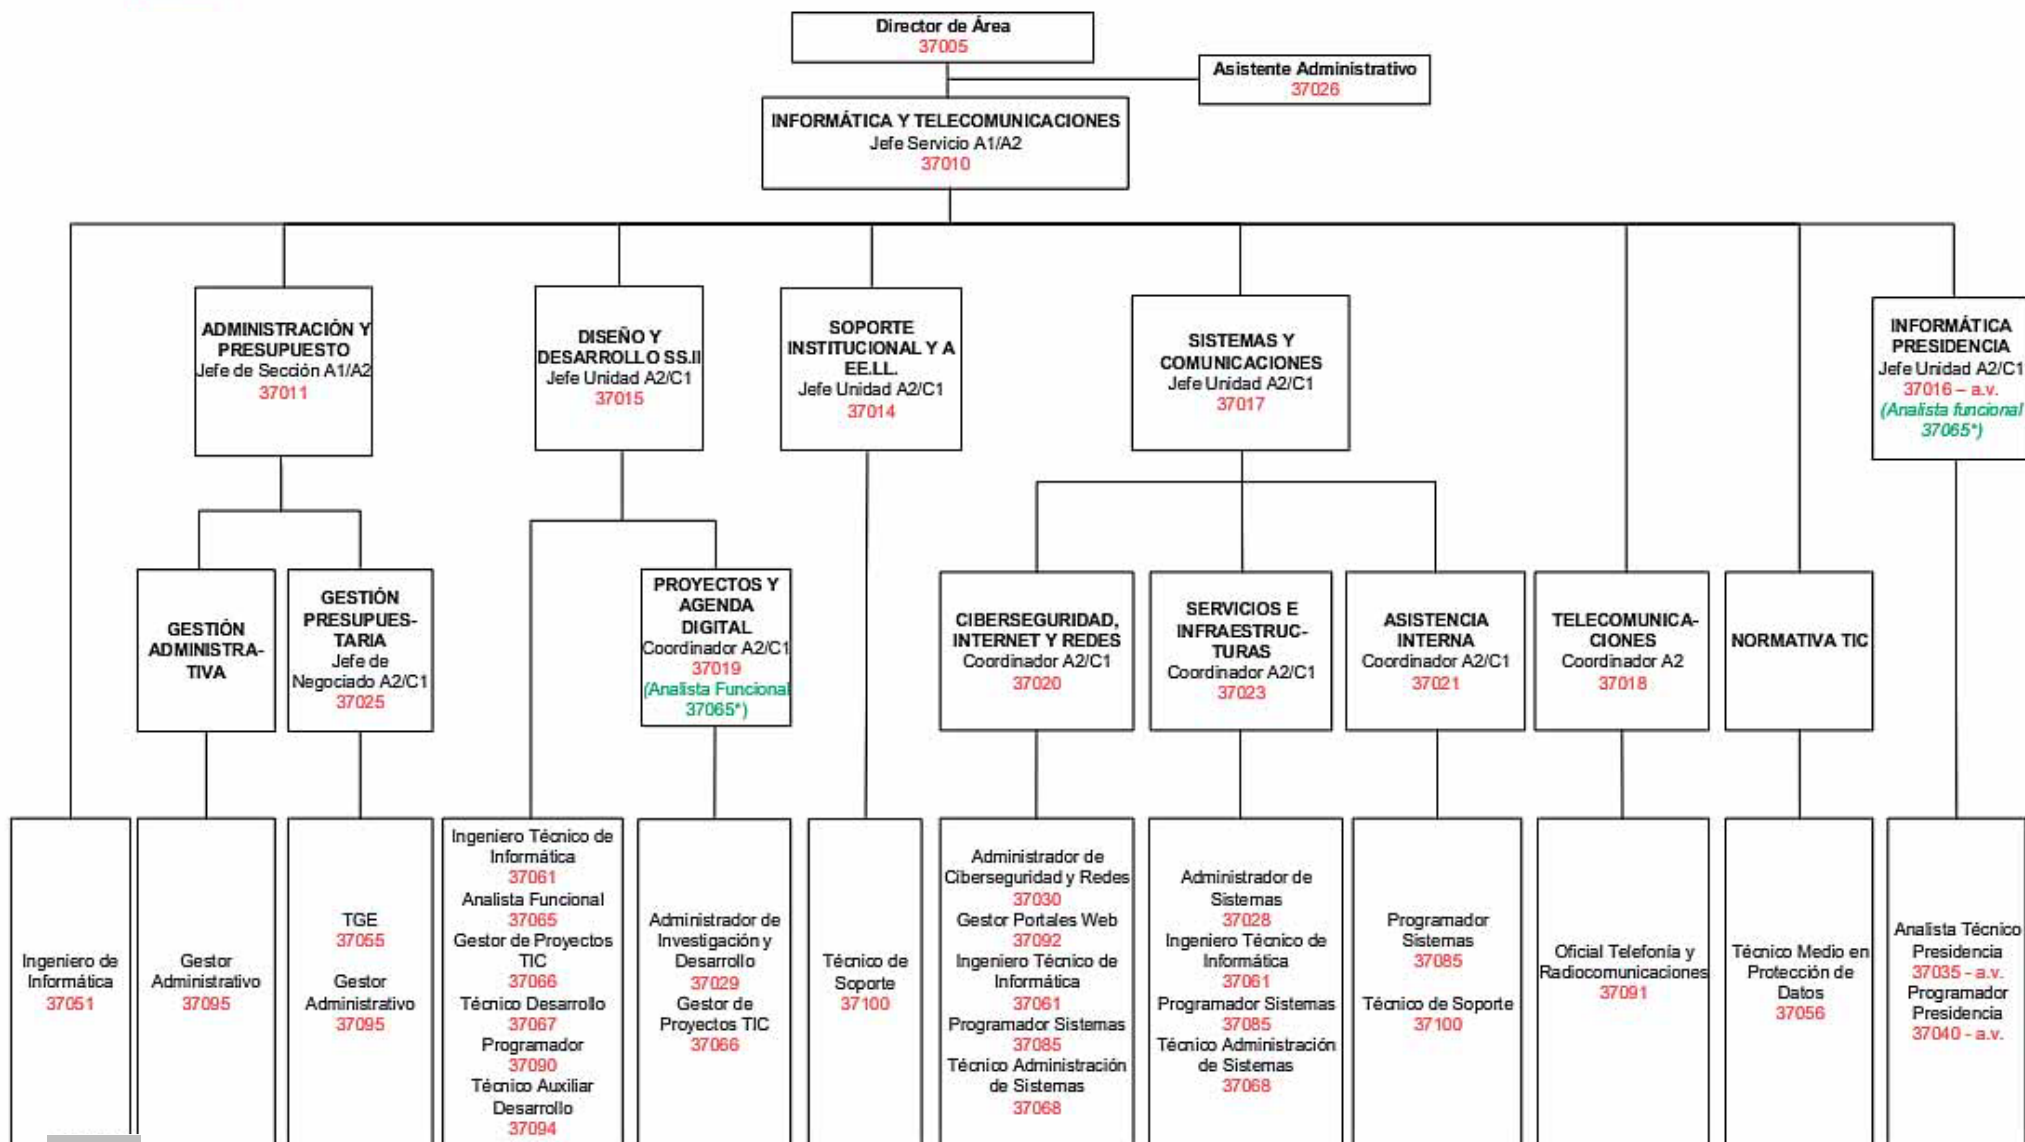 Director de Área
37005
Asistente Administrativo
37026
INFORMÁTICA Y TELECOMUNICACIONES
Jefe Servicio A1/A2
37010
ADMINISTRACIÓN Y
PRESUPUESTO
Jefe de Sección A1/A2
37011
DISEÑO Y
DESARROLLO SS.II
Jefe Unidad A2/C1
37015
SOPORTE
INSTITUCIONAL Y A
EE.LL.
Jefe Unidad A2/C1
37014
SISTEMAS Y
COMUNICACIONES
Jefe Unidad A2/C1
37017
INFORMÁTICA
PRESIDENCIA
Jefe Unidad A2/C1
37016 – a.v.
(Analista funcional
37065*)
GESTIÓN
ADMINISTRA-
TIVA
GESTIÓN
PRESUPUES-
TARIA
Jefe de
Negociado A2/C1
37025
PROYECTOS Y
AGENDA
DIGITAL
Coordinador A2/C1
37019
(Analista Funcional
37065*)
CIBERSEGURIDAD,
INTERNET Y REDES
Coordinador A2/C1
37020
SERVICIOS E
INFRAESTRUC-
TURAS
Coordinador A2/C1
37023
ASISTENCIA
INTERNA
Coordinador A2/C1
37021
TELECOMUNICA-
CIONES
Coordinador A2
37018
NORMATIVA TIC
Ingeniero de
Informática
37051
Gestor
Administrativo
37095
TGE
37055
Gestor
Administrativo
37095
Ingeniero Técnico de
Informática
37061
Analista Funcional
37065
Gestor de Proyectos
TIC
37066
Técnico Desarrollo
37067
Programador
37090
Técnico Auxiliar
Desarrollo
37094
Administrador de
Investigación y
Desarrollo
37029
Gestor de
Proyectos TIC
37066
Técnico de
Soporte
37100
Administrador de
Ciberseguridad y Redes
37030
Gestor Portales Web
37092
Ingeniero Técnico de
Informática
37061
Programador Sistemas
37085
Técnico Administración
de Sistemas
37068
Administrador de
Sistemas
37028
Ingeniero Técnico de
Informática
37061
Programador Sistemas
37085
Técnico Administración
de Sistemas
37068
Programador
Sistemas
37085
Técnico de Soporte
37100
Oficial Telefonía y
Radiocomunicaciones
37091
Técnico Medio en
Protección de
Datos
37056
Analista Técnico
Presidencia
37035 - a.v.
Programador
Presidencia
37040 - a.v.